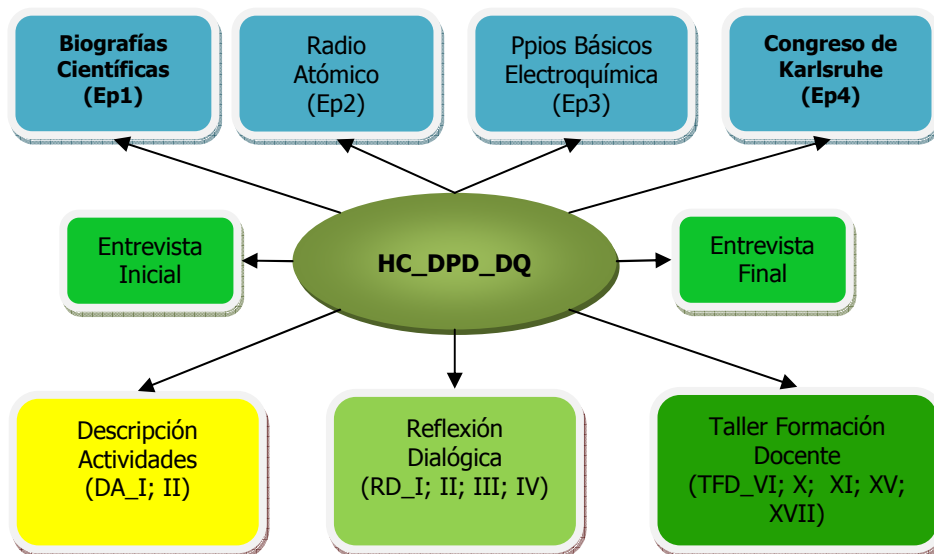 Biografías
Científicas
(Ep1)
Radio
Atómico
(Ep2)
Ppios Básicos
Electroquímica
(Ep3)
Congreso de
Karlsruhe
(Ep4)
Entrevista
Inicial
HC_DPD_DQ
Entrevista
Final
Descripción
Actividades
(DA_I; II)
Reflexión
Dialógica
(RD_I; II; III; IV)
Taller Formación
Docente
(TFD_VI; X; XI; XV;
XVII)